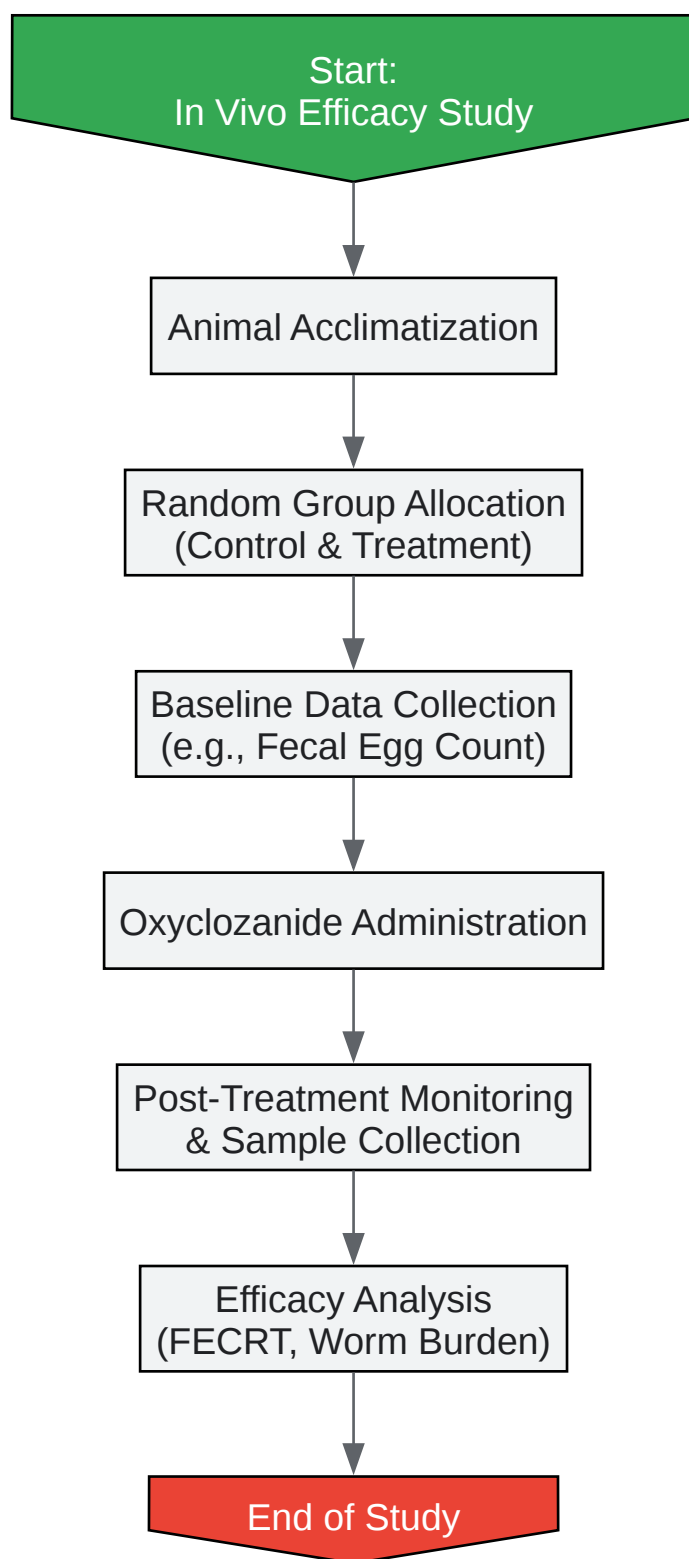 Start:
In Vivo Efficacy Study
Animal Acclimatization
Random Group Allocation
(Control & Treatment)
Baseline Data Collection
(e.g., Fecal Egg Count)
Oxyclozanide Administration
Post-Treatment Monitoring
& Sample Collection
Efficacy Analysis
(FECRT, Worm Burden)
End of Study